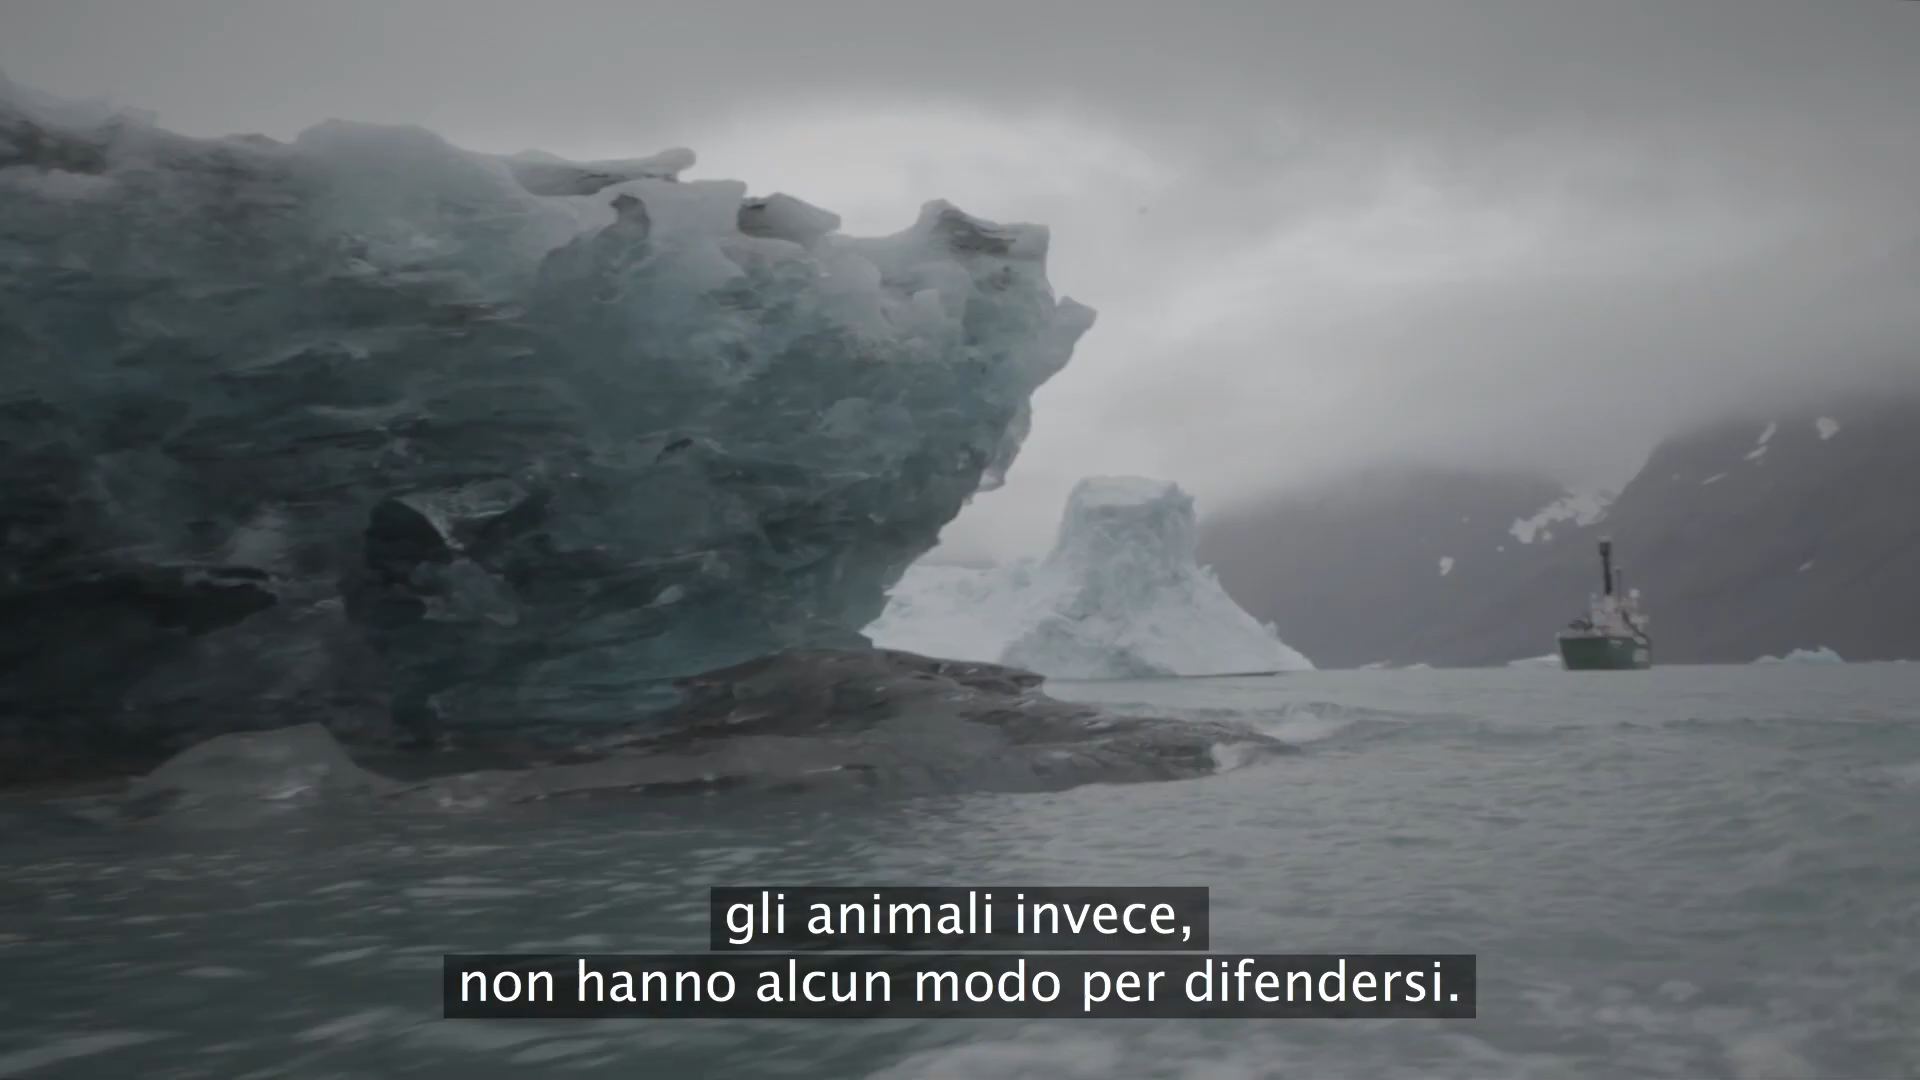 gli animali invece,
non hanno alcun modo per difendersi.